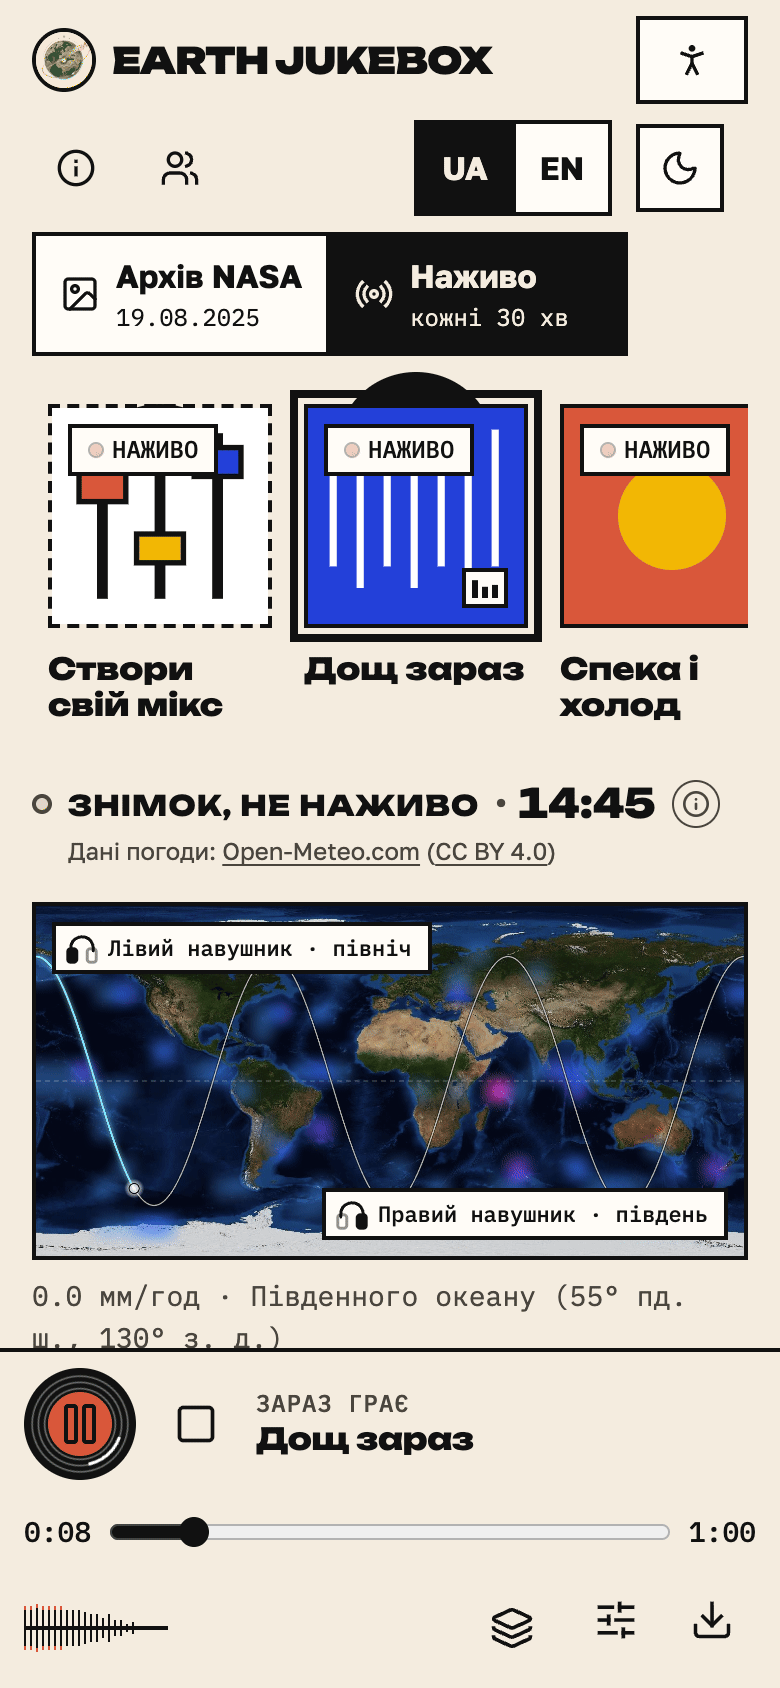 EARTH JUKEBOX
UA EN
Архів NASA
19.08.2025
Наживо
кожні 30 хв
НАЖИВО
НАЖИВО
НАЖИВО
Створи
свій мікс
Дощ зараз
Спека і
холод
ЗНІМОК, НЕ НАЖИВО • 14:45
Дані погоди: Open-Meteo.com (CC BY 4.0)
Лівий навушник · північ
Правий навушник · південь
0.0 мм/год · Південного океану (55° пд.
ш., 130° з. д.)
ЗАРАЗ ГРАЄ
Дощ зараз
0:08
1:00